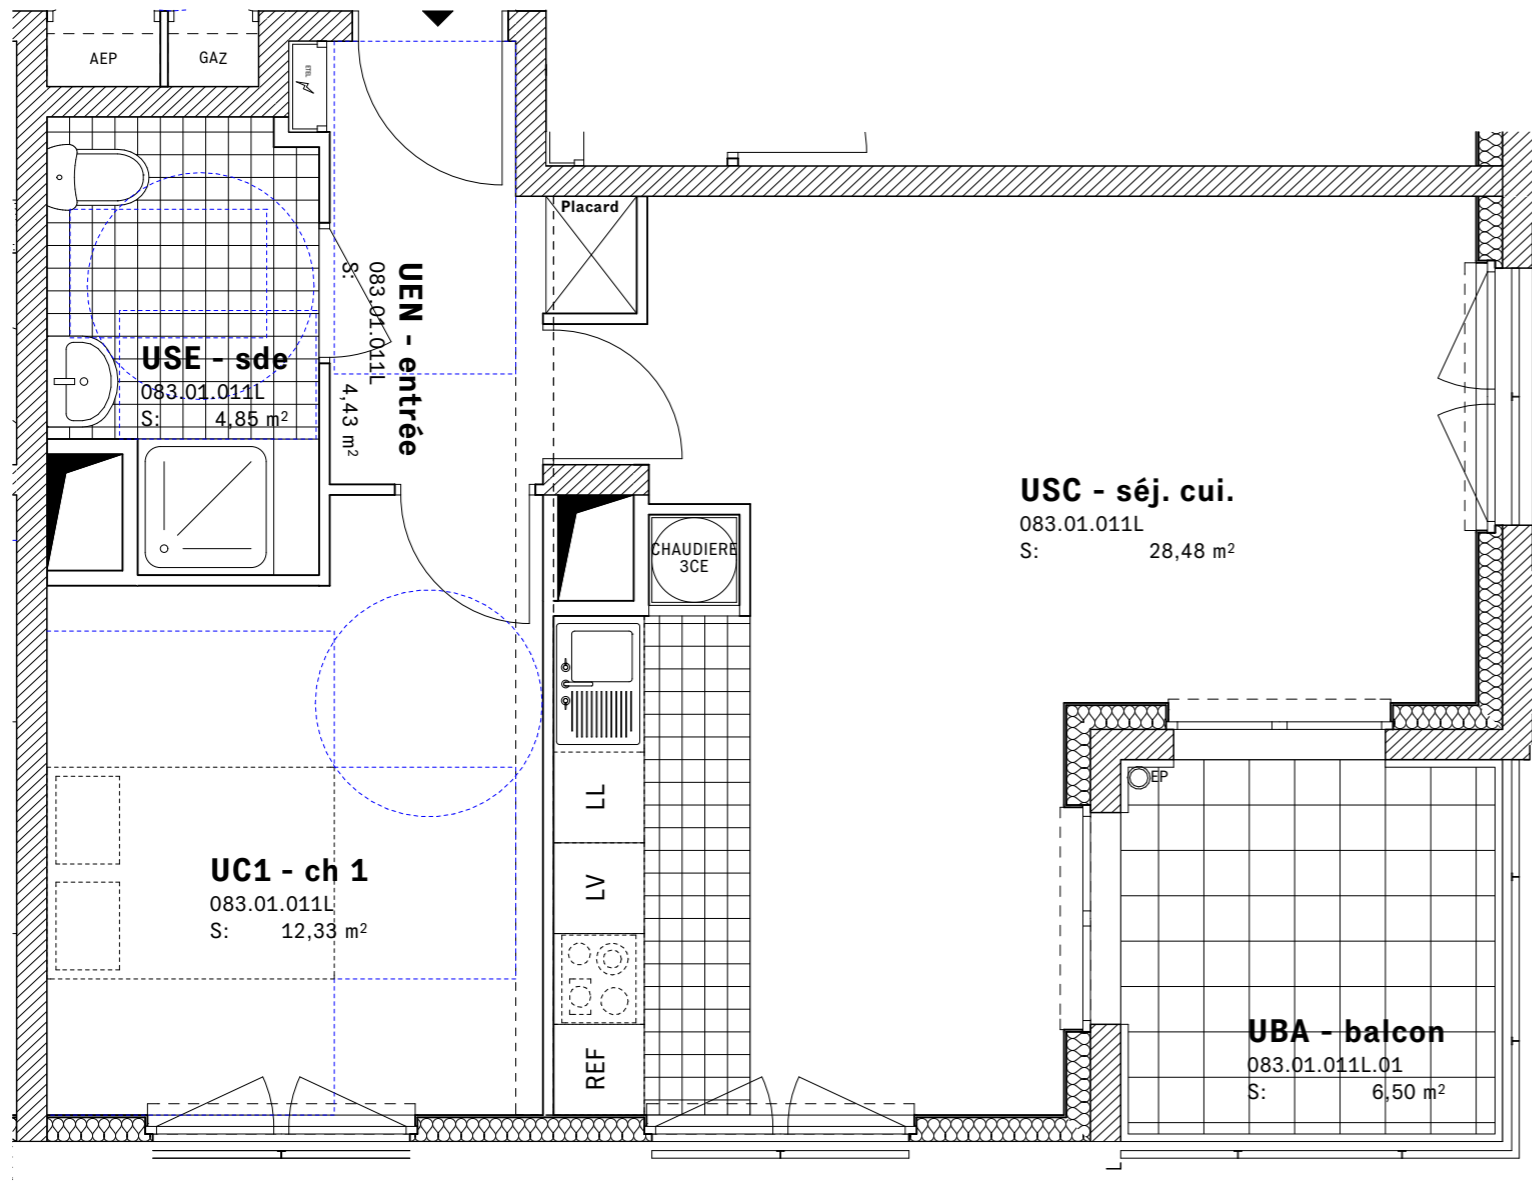 AEP
GAZ
ETEL
Placard
UEN - entrée
083.01.011L
S: 4,43 m²
USE - sde
083.01.011L
S: 4,85 m²
USC - séj. cui.
083.01.011L
S: 28,48 m²
CHAUDIERE
3CE
EP
LL
LV
REF
UC1 - ch 1
083.01.011L
S: 12,33 m²
UBA - balcon
083.01.011L.01
S: 6,50 m²